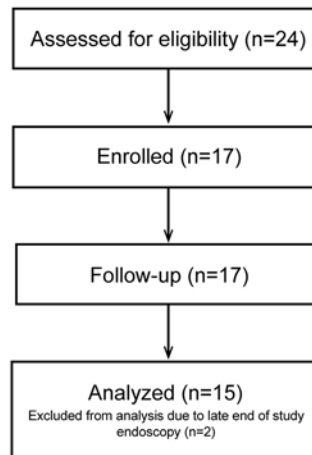 Assessed for eligibility (n=24)
Enrolled (n=17)
Follow-up (n=17)
Analyzed (n=15)
Excluded from analysis due to late end of study
endoscopy (n=2)